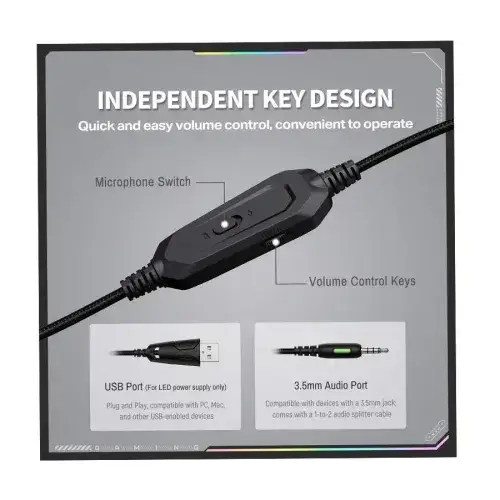 INDEPENDENT KEY DESIGN
Quick and easy volume control, convenient to operate
Microphone Switch
Volume Control Keys
USB Port (For LED power supply only)
Plug and Play, compatible with PC, Mac,
and other USB-enabled devices
3.5mm Audio Port
Compatible with devices with a 3.5mm jack;
comes with a 1-to-2 audio splitter cable
G A M I N G